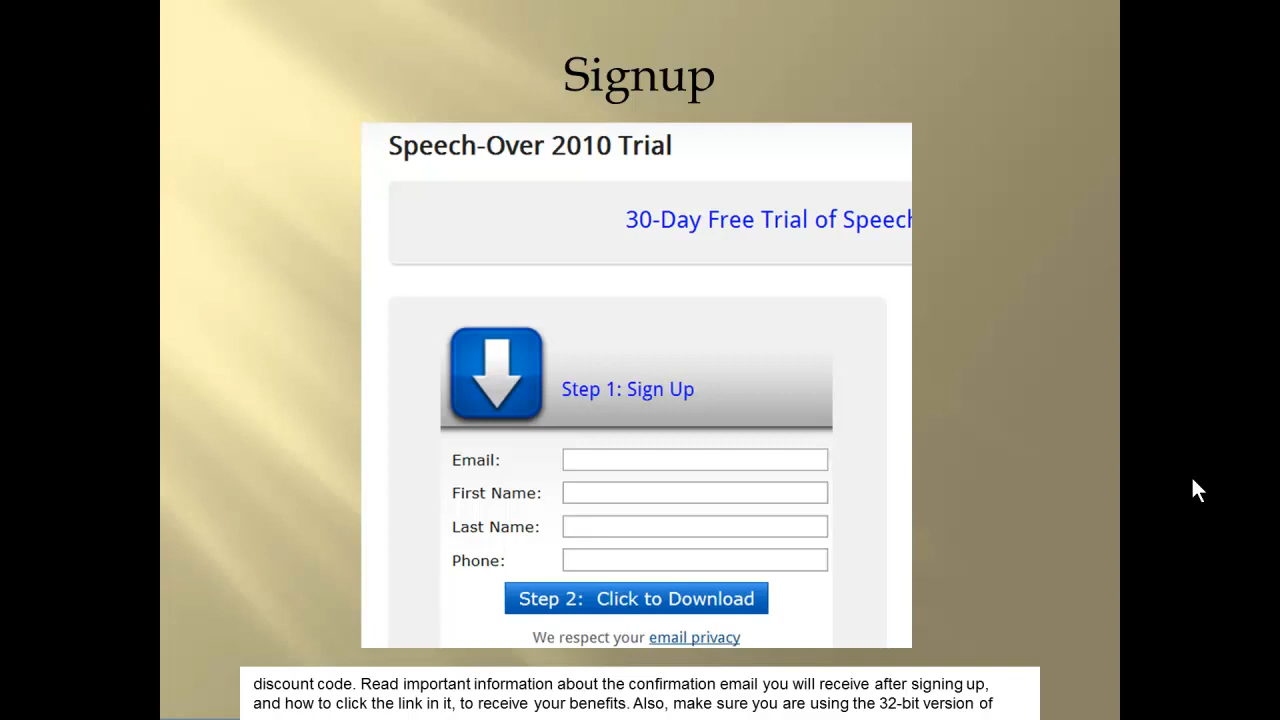 Signup
Speech-Over 2010 Trial
30-Day Free Trial of Speech
Step 1: Sign Up
Email:
First Name:
Last Name:
Phone:
Step 2: Click to Download
We respect your email privacy
discount code. Read important information about the confirmation email you will receive after signing up,
and how to click the link in it, to receive your benefits. Also, make sure you are using the 32-bit version of